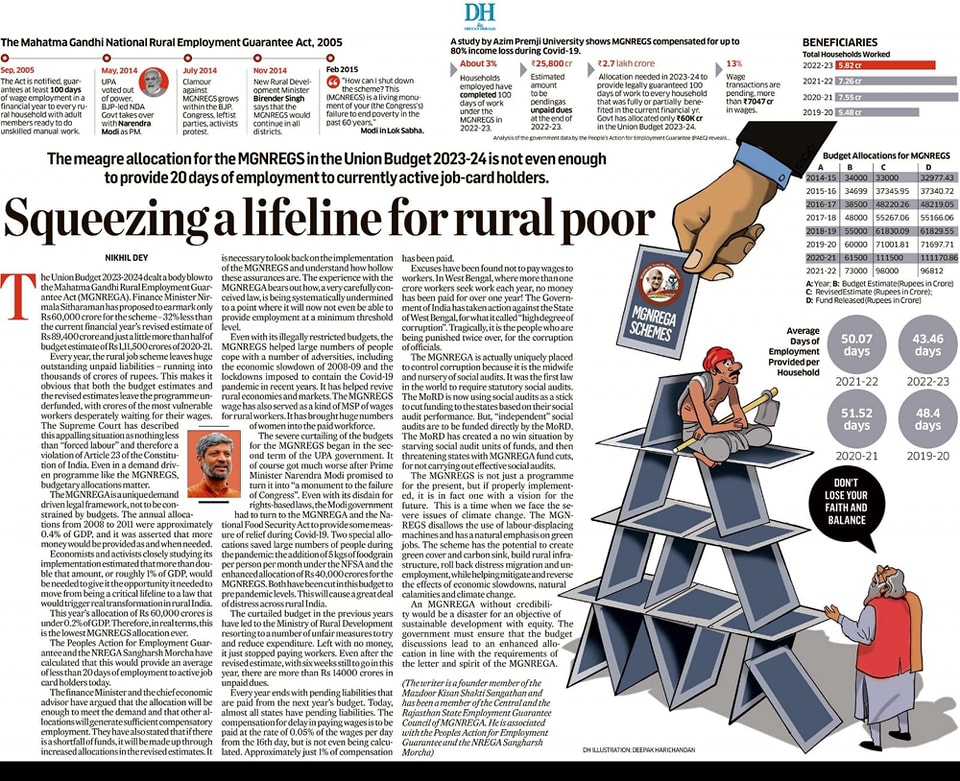 DH
DECCAN HERALD
The Mahatma Gandhi National Rural Employment Guarantee Act, 2005
Sep, 2005
The Act is notified, guar-
antees at least 100 days
of wage employment in a
financial year to every ru-
ral household with adult
members ready to do
unskilled manual work.
May, 2014
UPA
voted out
of power.
BJP-led NDA
Govt takes over
with Narendra
Modi as PM.
July 2014
Clamour
against
MGNREGS grows
within the BJP.
Congress, leftist
parties, activists
protest.
Nov 2014
New Rural Devel-
opment Minister
Birender Singh
says that the
MGNREGS would
continue in all
districts.
Feb 2015
"How can I shut down
the scheme? This
(MGNREGS) is a living monu-
ment of your (the Congress's)
failure to end poverty in the
past 60 years."
Modi in Lok Sabha.
A study by Azim Premji University shows MGNREGS compensated for up to
80% income loss during Covid-19.
About 3%
Households
employed have
completed 100
days of work
under the
MGNREGS in
2022-23.
₹25,800 cr
Estimated
amount
to be
pending as
unpaid dues
at the end of
2022-23.
₹2.7 lakh crore
Allocation needed in 2023-24 to
provide legally guaranteed 100
days of work to every household
that was fully or partially bene-
fited in the current financial yr.
Govt has allocated only ₹60K cr
in the Union Budget 2023-24.
13%
Wage
transactions are
pending, more
than ₹7047 cr
in wages.
Analysis of the government data by the People's Action for Employment Guarantee (PAEG) reveals...
BENEFICIARIES
Total Households Worked
2022-23 5.82 cr
2021-22 7.26 cr
2020-21 7.55 cr
2019-20 5.48 cr
The meagre allocation for the MGNREGS in the Union Budget 2023-24 is not even enough
to provide 20 days of employment to currently active job-card holders.
Squeezing a lifeline for rural poor
NIKHIL DEY
The Union Budget 2023-2024 dealt a body blow to
the Mahatma Gandhi Rural Employment Guar-
antee Act (MGNREGA). Finance Minister Nir-
mala Sitharaman has proposed to earmark only
Rs 60,000 crore for the scheme – 32% less than
the current financial year's revised estimate of
Rs 89,400 crore and just a little more than half of
budget estimate of Rs 1,11,500 crores of 2020-21.
Every year, the rural job scheme leaves huge
outstanding unpaid liabilities – running into
thousands of crores of rupees. This makes it
obvious that both the budget estimates and
the revised estimates leave the programme un-
derfunded, with crores of the most vulnerable
workers desperately waiting for their wages.
The Supreme Court has described
this appalling situation as nothing less
than "forced labour" and therefore a
violation of Article 23 of the Constitution
of India. Even in a demand driv-
en programme like the MGNREGS,
budgetary allocations matter.
The MGNREGA is a unique demand
driven legal framework, not to be con-
strained by budgets. The annual alloca-
tions from 2008 to 2011 were approximately
0.4% of GDP, and it was asserted that more
money would be provided as and when needed.
Economists and activists closely studying its
implementation estimated that more than dou-
ble that amount, or roughly 1% of GDP, would
be needed to give it the opportunity it needed to
move from being a critical lifeline to a law that
would trigger real transformation in rural India.
This year's allocation of Rs 60,000 crores is
under 0.2% of GDP. Therefore, in real terms, this
is the lowest MGNREGS allocation ever.
The Peoples Action for Employment Guar-
antee and the NREGA Sangharsh Morcha have
calculated that this would provide an average
of less than 20 days of employment to active job
card holders today.
The finance Minister and the chief economic
advisor have argued that the allocation will be
enough to meet the demand and that other al-
locations will generate sufficient compensatory
employment. They have also stated that if there
is a shortfall of funds, it will be made up through
increased allocations in the revised estimates. It
is necessary to look back on the implementation
of the MGNREGS and understand how hollow
these assurances are. The experience with the
MGNREGA bears out how, a very carefully con-
ceived law, is being systematically undermined
to a point where it will now not even be able to
provide employment at a minimum threshold
level.
Even with its illegally restricted budgets, the
MGNREGS helped large numbers of people
cope with a number of adversities, including
the economic slowdown of 2008-09 and the
lockdowns imposed to contain the Covid-19
pandemic in recent years. It has helped revive
rural economies and markets. The MGNREGS
wage has also served as a kind of MSP of wages
for rural workers. It has brought huge numbers
of women into the paid workforce.
The severe curtailing of the budgets
for the MGNREGS began in the sec-
ond term of the UPA government. It
of course got much worse after Prime
Minister Narendra Modi promised to
turn it into "a monument to the failure
of Congress". Even with its disdain for
rights-based laws, the Modi government
had to turn to the MGNREGA and the Na-
tional Food Security Act to provide some meas-
ure of relief during Covid-19. Two special allo-
cations saved large numbers of people during the
pandemic: the addition of 5 kgs of foodgrain
per person per month under the NFSA and the
enhanced allocation of Rs 40,000 crores for the
MGNREGS. Both have been cut in this budget to
pre pandemic levels. This will cause a great deal
of distress across rural India.
The curtailed budget in the previous years
have led to the Ministry of Rural Development
resorting to a number of unfair measures to try
and reduce expenditure. Left with no money,
it just stopped paying workers. Even after the
revised estimate, with six weeks still to go in this
year, there are more than Rs 14000 crores in
unpaid dues.
Every year ends with pending liabilities that
are paid from the next year's budget. Today,
almost all states have pending liabilities. The
compensation for delay in paying wages is to be
paid at the rate of 0.05% of the wages per day
from the 16th day, but is not even being calcu-
lated. Approximately just 1% of compensation
has been paid.
Excuses have been found not to pay wages to
workers. In West Bengal, where more than one
crore workers seek work each year, no money
has been paid for over one year! The Govern-
ment of India has taken action against the State
of West Bengal, for what it called "high degree of
corruption". Tragically, it is the people who are
being punished twice over, for the corruption
of officials.
The MGNREGA is actually uniquely placed
to control corruption because it is the midwife
and nursery of social audits. It was the first law
in the world to require statutory social audits.
The MoRD is now using social audits as a stick
to cut funding to the states based on their social
audit performance. But, "independent" social
audits are to be funded directly by the MoRD.
The MoRD has created a no win situation by
starving social audit units of funds, and then
threatening states with MGNREGA fund cuts,
for not carrying out effective social audits.
The MGNREGS is not just a programme
for the present, but if properly implement-
ed, it is in fact one with a vision for the
future. This is a time when we face the se-
vere issues of climate change. The MGN-
REGS disallows the use of labour-displacing
machines and has a natural emphasis on green
jobs. The scheme has the potential to create
green cover and carbon sink, build rural infra-
structure, roll back distress migration and un-
employment, while helping mitigate and reverse
the effects of economic slowdowns, natural
calamities and climate change.
An MGNREGA without credibility
would be a disaster for an objective of
sustainable development with equity. The
government must ensure that the budget
discussions lead to an enhanced allo-
cation in line with the requirements of
the letter and spirit of the MGNREGA.
(The writer is a founder member of the
Mazdoor Kisan Shakti Sangathan and
has been a member of the Central and the
Rajasthan State Employment Guarantee
Council of MGNREGA. He is associated
with the Peoples Action for Employment
Guarantee and the NREGA Sangharsh
Morcha)
MGNREGA
SCHEMES
Budget Allocations for MGNREGS
A B C D
2014-15 34000 33000 32977.43
2015-16 34699 37345.95 37340.72
2016-17 38500 48220.26 48219.05
2017-18 48000 55267.06 55166.06
2018-19 55000 61830.09 61829.55
2019-20 60000 71001.81 71697.71
2020-21 61500 111500 111170.86
2021-22 73000 98000 96812
A: Year; B: Budget Estimate (Rupees in Crore)
C: Revised Estimate (Rupees in Crore);
D: Fund Released (Rupees in Crore)
Average
Days of
Employment
Provided per
Household
50.07
days
2021-22
43.46
days
2022-23
51.52
days
2020-21
48.4
days
2019-20
DON'T
LOSE YOUR
FAITH AND
BALANCE
DH ILLUSTRATION: DEEPAK HARICHANDAN